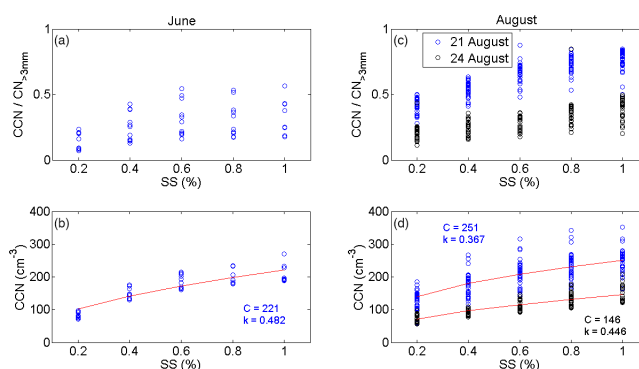 June
August
(a)
CCN / CN>3mm
1
0.5
0
0.2 0.4 0.6 0.8 1
SS (%)
(c)
21 August
24 August
CCN / CN>3mm
1
0.5
0
0.2 0.4 0.6 0.8 1
SS (%)
(b)
CCN (cm-3)
400
300
200
100
0
C = 221
k = 0.482
0.2 0.4 0.6 0.8 1
SS (%)
(d)
CCN (cm-3)
400
300
200
100
0
C = 251
k = 0.367
C = 146
k = 0.446
0.2 0.4 0.6 0.8 1
SS (%)